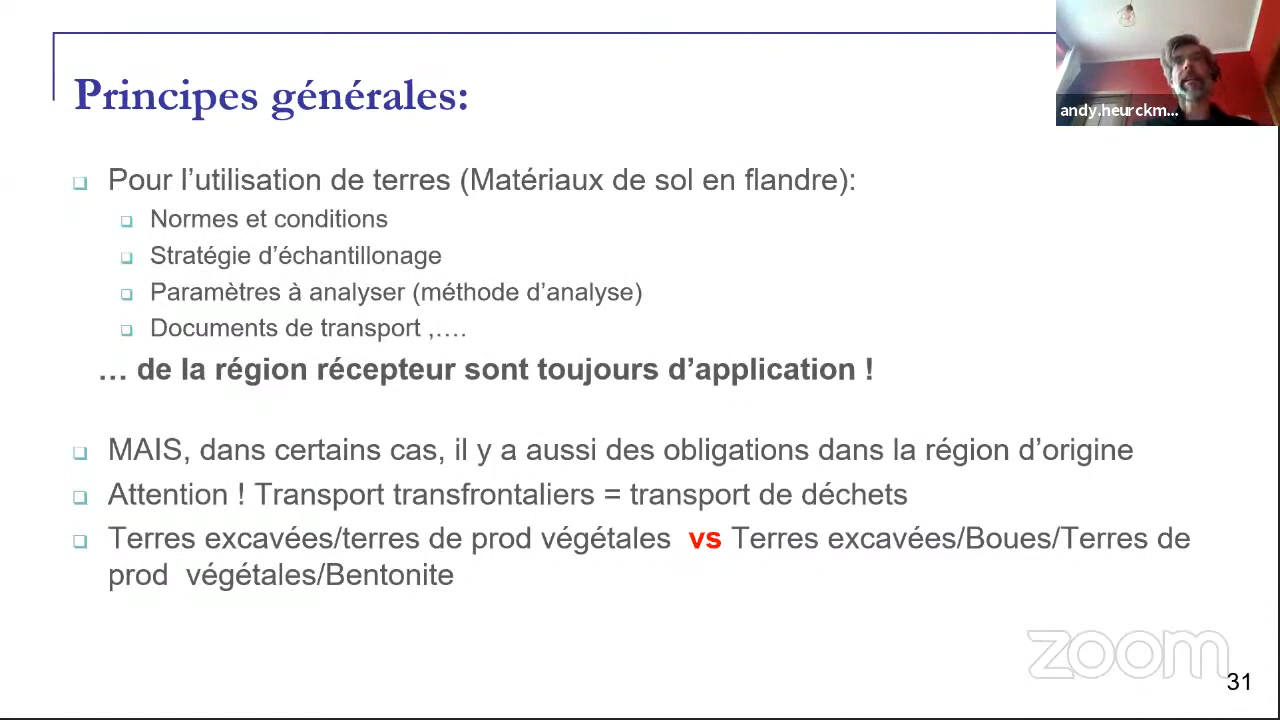 Principes générales:
andy.heurckm...
Pour l’utilisation de terres (Matériaux de sol en flandre):
Normes et conditions
Stratégie d’échantillonage
Paramètres à analyser (méthode d’analyse)
Documents de transport ,….
… de la région récepteur sont toujours d’application !
MAIS, dans certains cas, il y a aussi des obligations dans la région d’origine
Attention ! Transport transfrontaliers = transport de déchets
Terres excavées/terres de prod végétales vs Terres excavées/Boues/Terres de
prod végétales/Bentonite
zoom
31